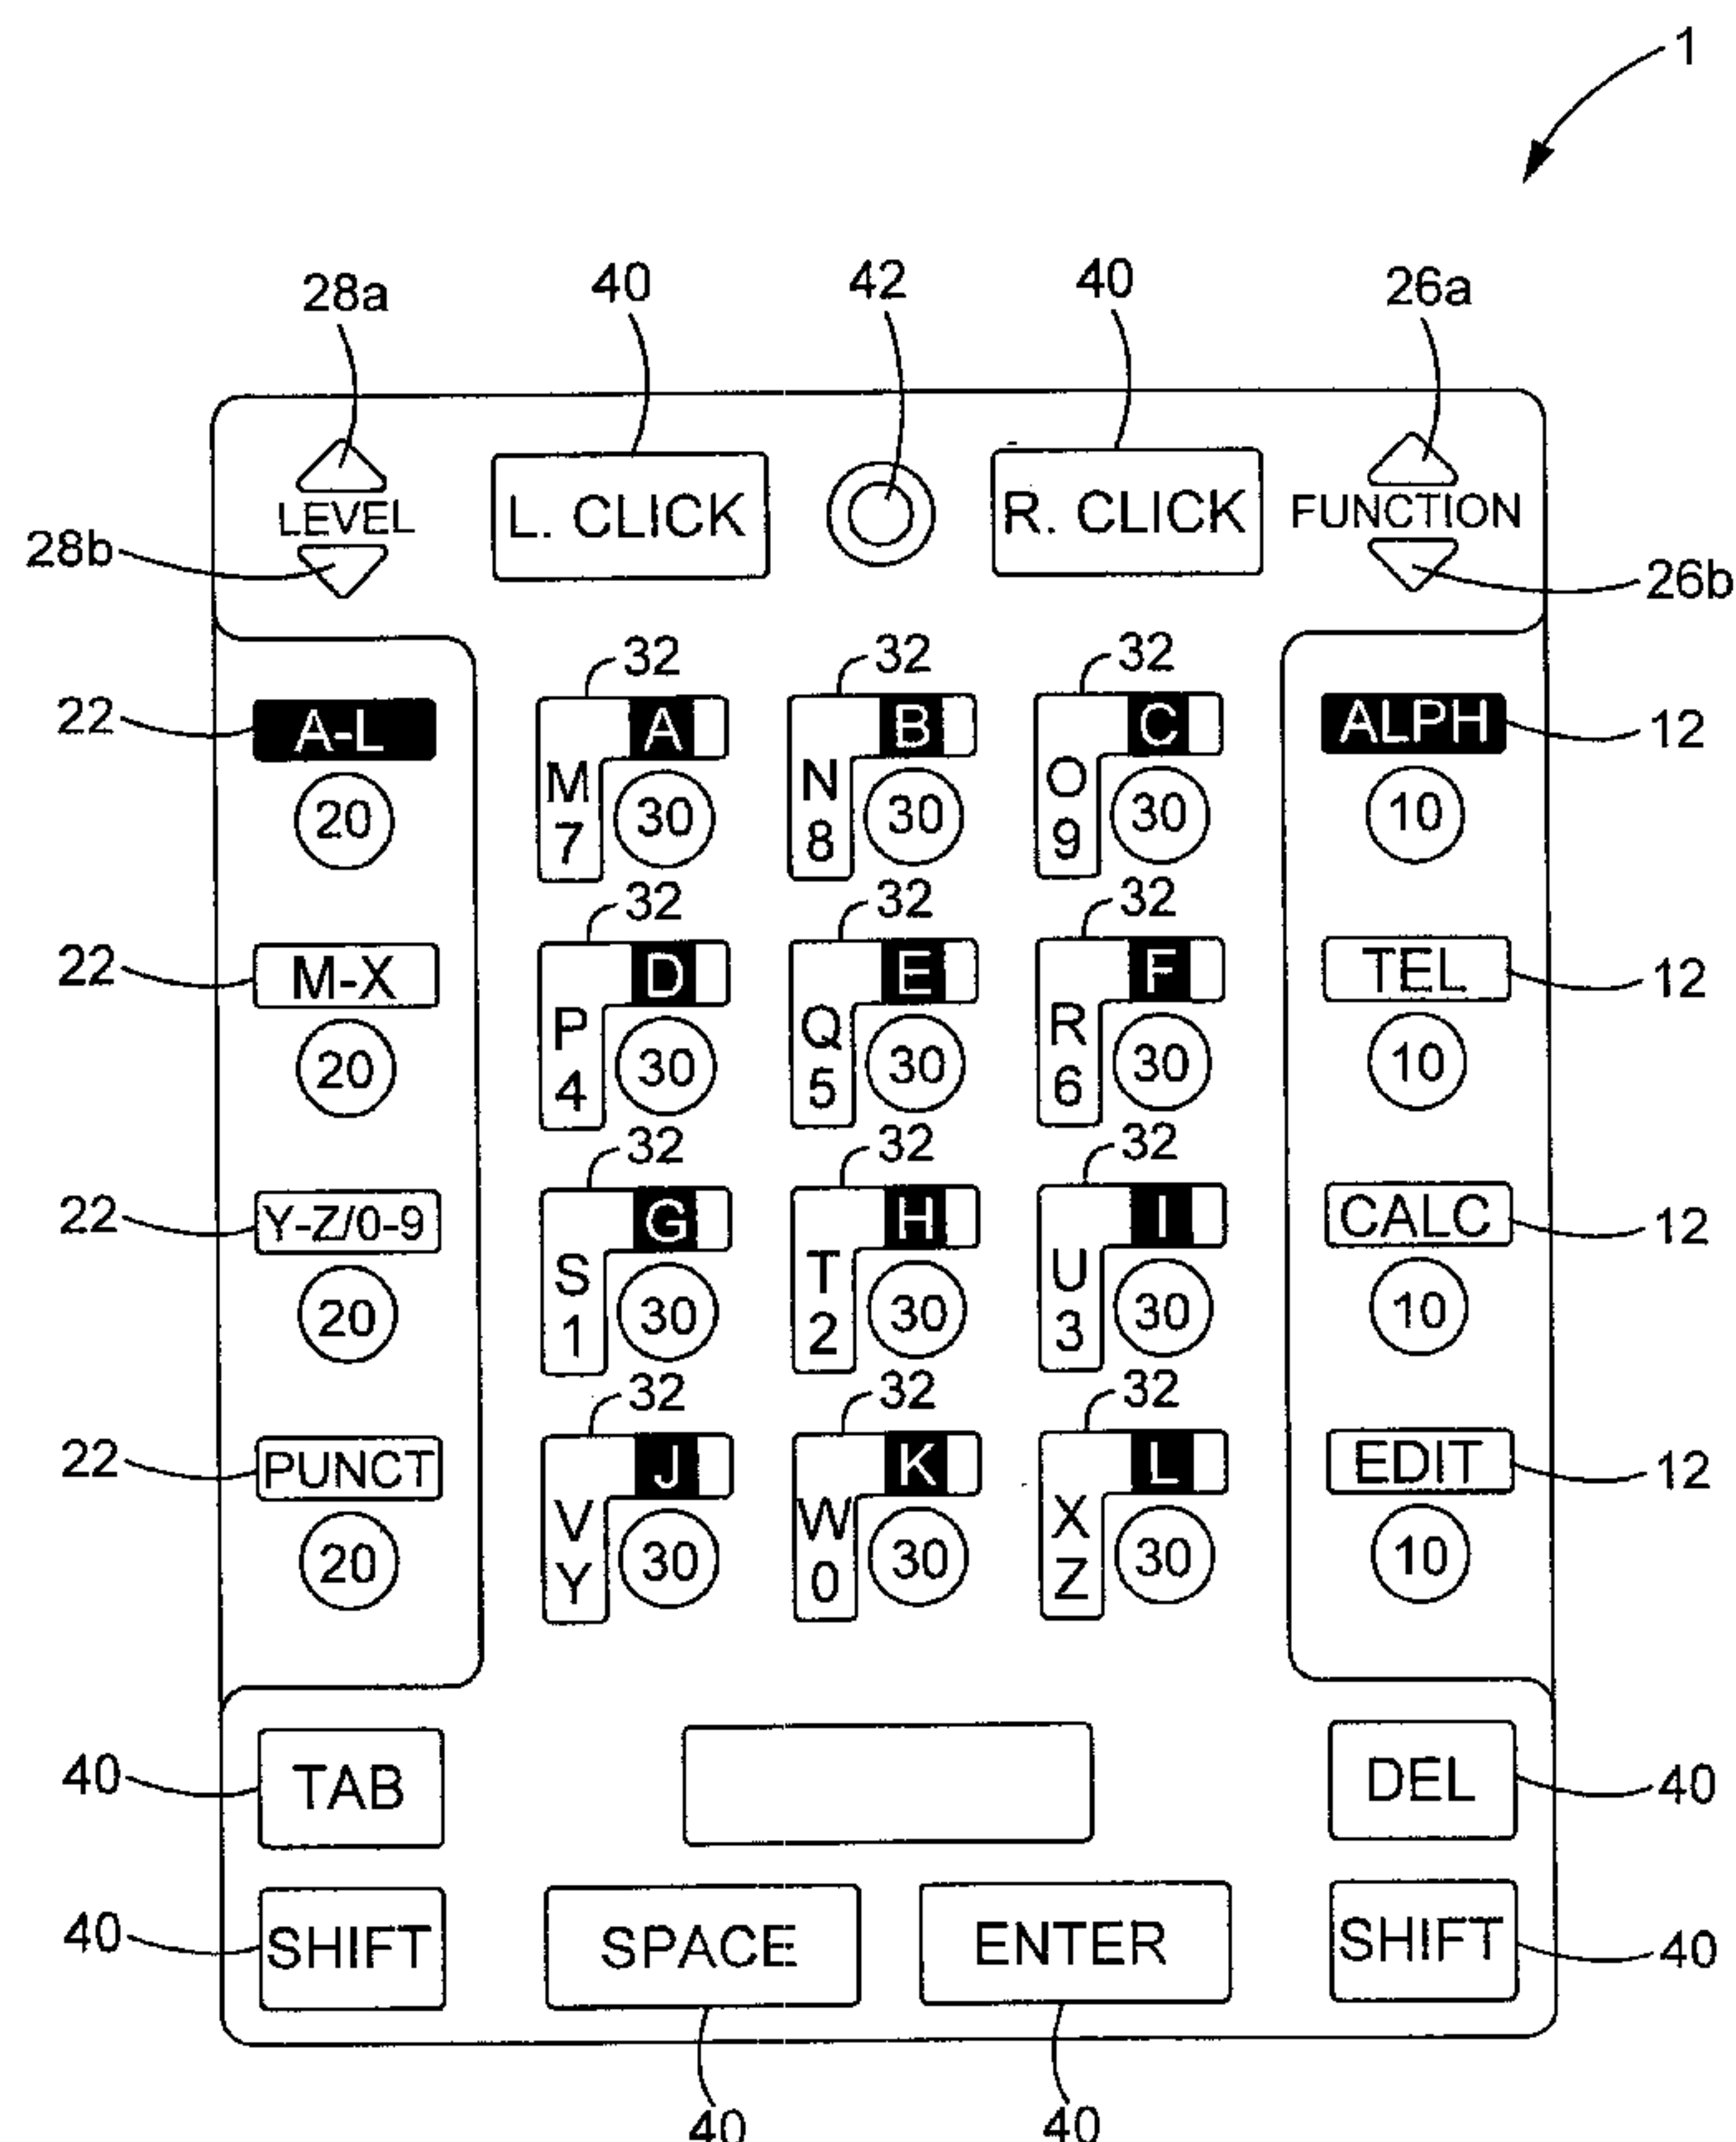 1
28a 40 42 40 26a
LEVEL L. CLICK R. CLICK FUNCTION
28b 26b
32 32 32
22 A-L A B C ALPH 12
M N O
20 7 30 8 30 9 30 10
32 32 32
22 M-X D E F TEL 12
P Q R
20 4 30 5 30 6 30 10
32 32 32
22 Y-Z/0-9 G H I CALC 12
S T U
20 1 30 2 30 3 30 10
32 32 32
22 PUNCT J K L EDIT 12
V W X
20 Y 30 0 30 Z 30 10
40 TAB DEL 40
40 SHIFT SPACE ENTER SHIFT 40
40 40